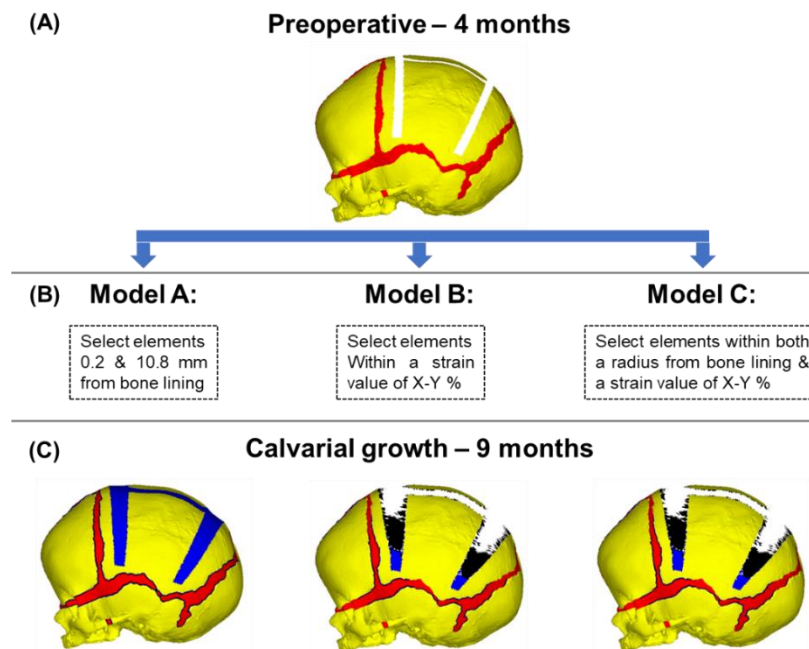 (A)
Preoperative – 4 months
(B)
Model A:
Model B:
Model C:
Select elements
0.2 & 10.8 mm
from bone lining
Select elements
Within a strain
value of X-Y %
Select elements within both
a radius from bone lining &
a strain value of X-Y %
(C)
Calvarial growth – 9 months